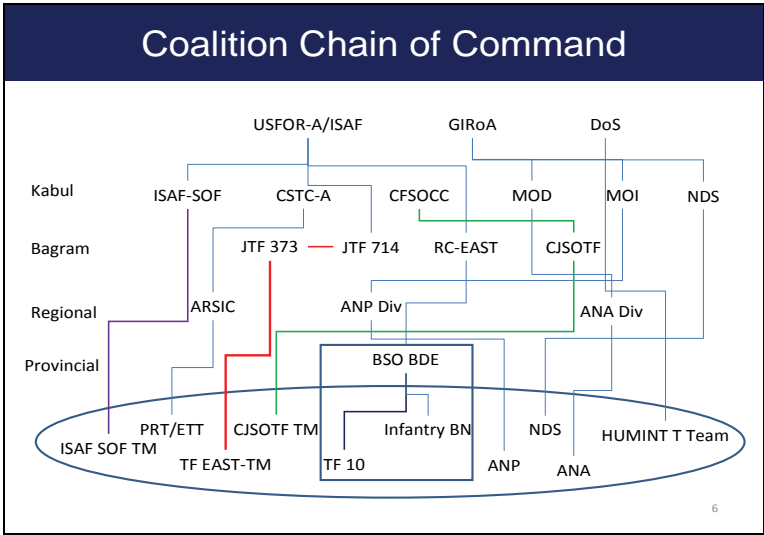 Coalition Chain of Command
USFOR-A/ISAF GIRoA DoS
Kabul ISAF-SOF CSTC-A CFSOCC MOD MOI NDS
Bagram JTF 373 JTF 714 RC-EAST CJSOTF
Regional ARSIC ANP Div ANA Div
Provincial BSO BDE
PRT/ETT CJSOTF TM Infantry BN NDS HUMINT T Team
ISAF SOF TM TF EAST-TM TF 10 ANP ANA
6